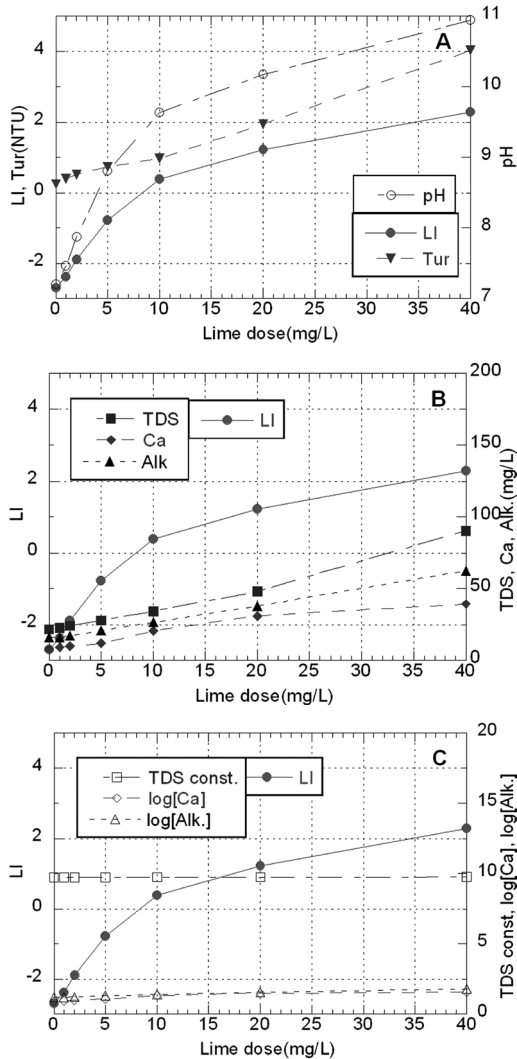 A
4
2
0
-2
11
10
9
8
7
LI, Tur(NTU)
pH
pH
LI
Tur
0 5 10 15 20 25 30 35 40
Lime dose(mg/L)
B
4
2
0
-2
200
150
100
50
0
LI
TDS, Ca, Alk.(mg/L)
TDS
Ca
Alk
LI
0 5 10 15 20 25 30 35 40
Lime dose(mg/L)
C
4
2
0
-2
20
15
10
5
0
LI
TDS const, log[Ca], log[Alk.]
TDS const.
log[Ca]
log[Alk.]
LI
0 5 10 15 20 25 30 35 40
Lime dose(mg/L)